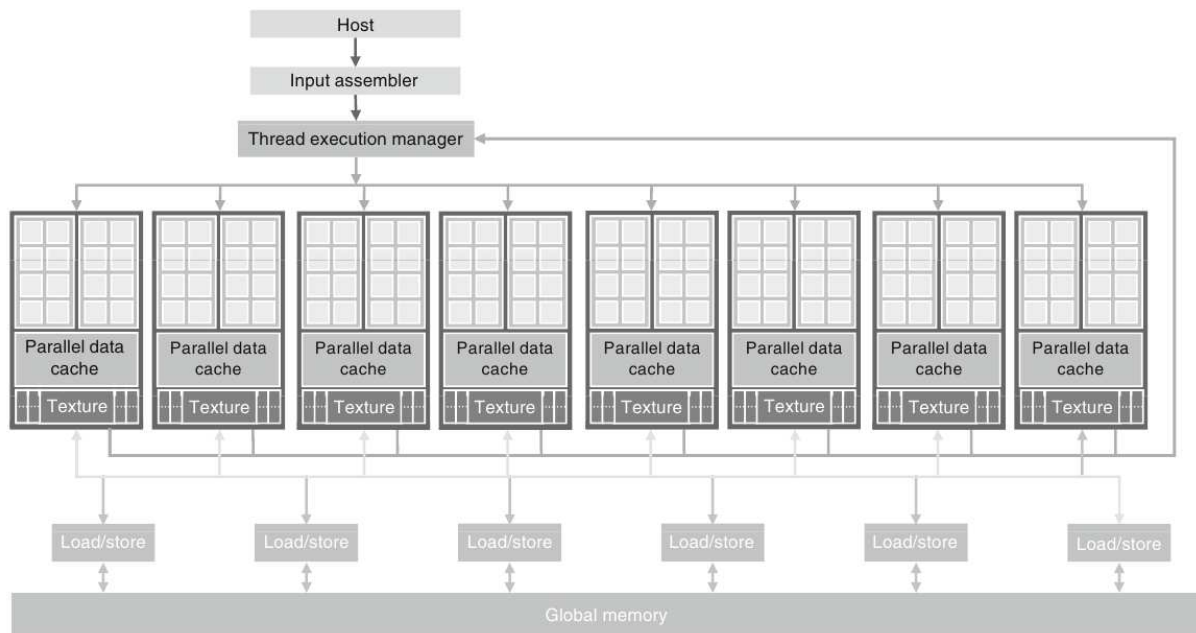 Host
Input assembler
Thread execution manager
Parallel data
cache
Parallel data
cache
Parallel data
cache
Parallel data
cache
Parallel data
cache
Parallel data
cache
Parallel data
cache
Parallel data
cache
Texture
Texture
Texture
Texture
Texture
Texture
Texture
Texture
Load/store
Load/store
Load/store
Load/store
Load/store
Load/store
Global memory